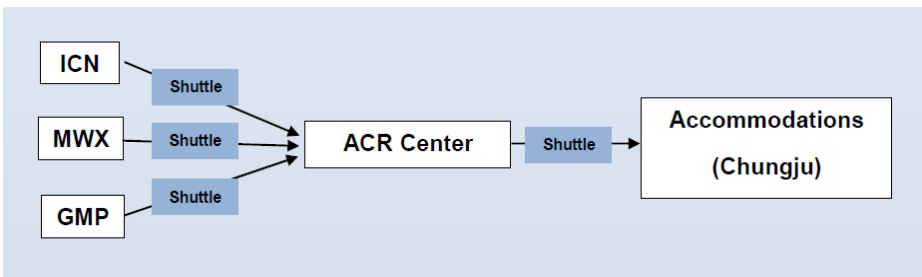 ICN
Shuttle
MWX
Shuttle
ACR Center
Shuttle
Accommodations
(Chungju)
Shuttle
GMP